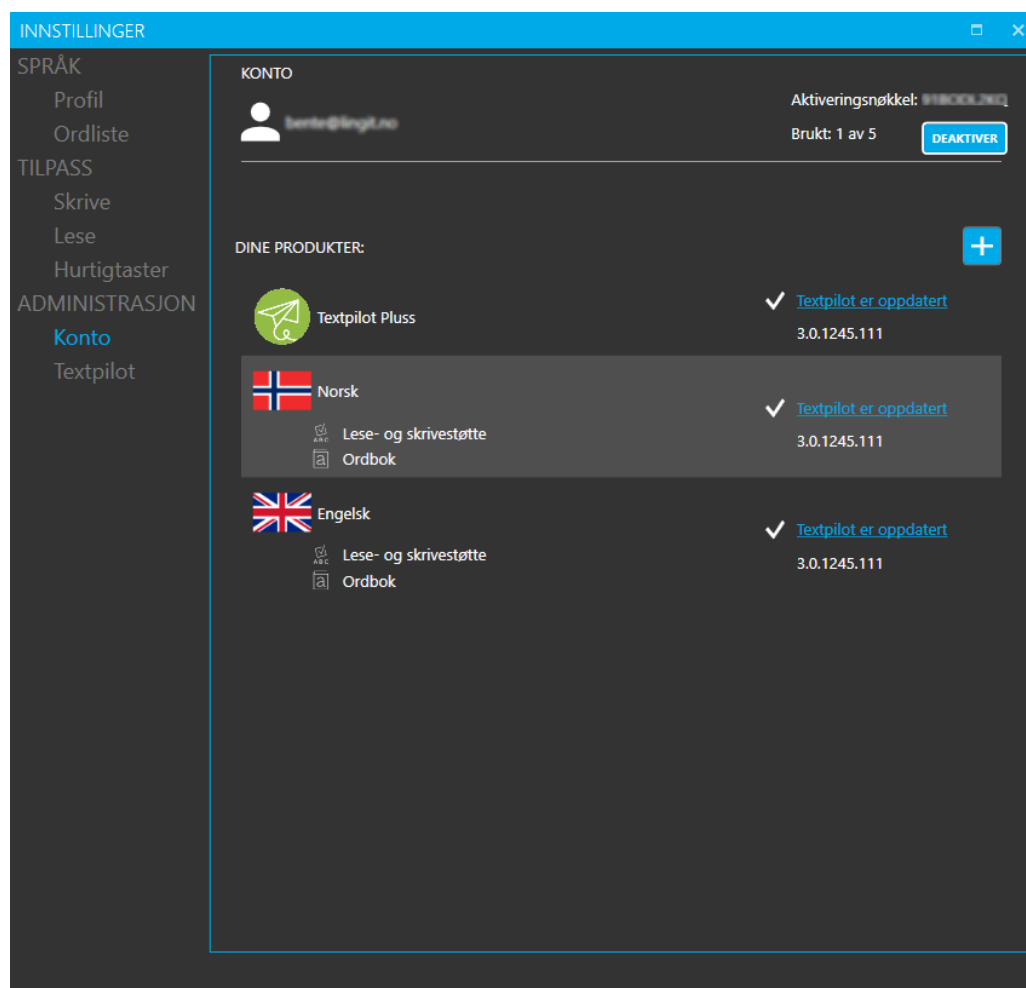 INNSTILLINGER
SPRÅK
Profil
Ordliste
TILPASS
Skrive
Lese
Hurtigtaster
ADMINISTRASJON
Konto
Textpilot
KONTO
Aktiveringsnøkkel:
Brukt: 1 av 5
DEAKTIVER
DINE PRODUKTER:
Textpilot Pluss
Textpilot er oppdatert
3.0.1245.111
Norsk
Lese- og skrivestøtte
Ordbok
Textpilot er oppdatert
3.0.1245.111
Engelsk
Lese- og skrivestøtte
Ordbok
Textpilot er oppdatert
3.0.1245.111